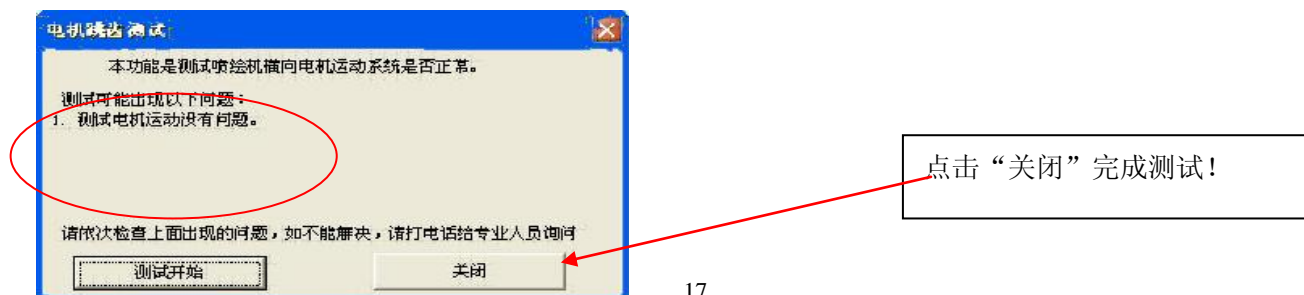 电机跳齿测试
本功能是测试喷绘机横向电机运动系统是否正常。
测试可能出现以下问题：
1. 测试电机运动没有问题。
点击“关闭”完成测试！
请依次检查上面出现的问题，如不能解决，请打电话给专业人员询问
测试开始
关闭
17